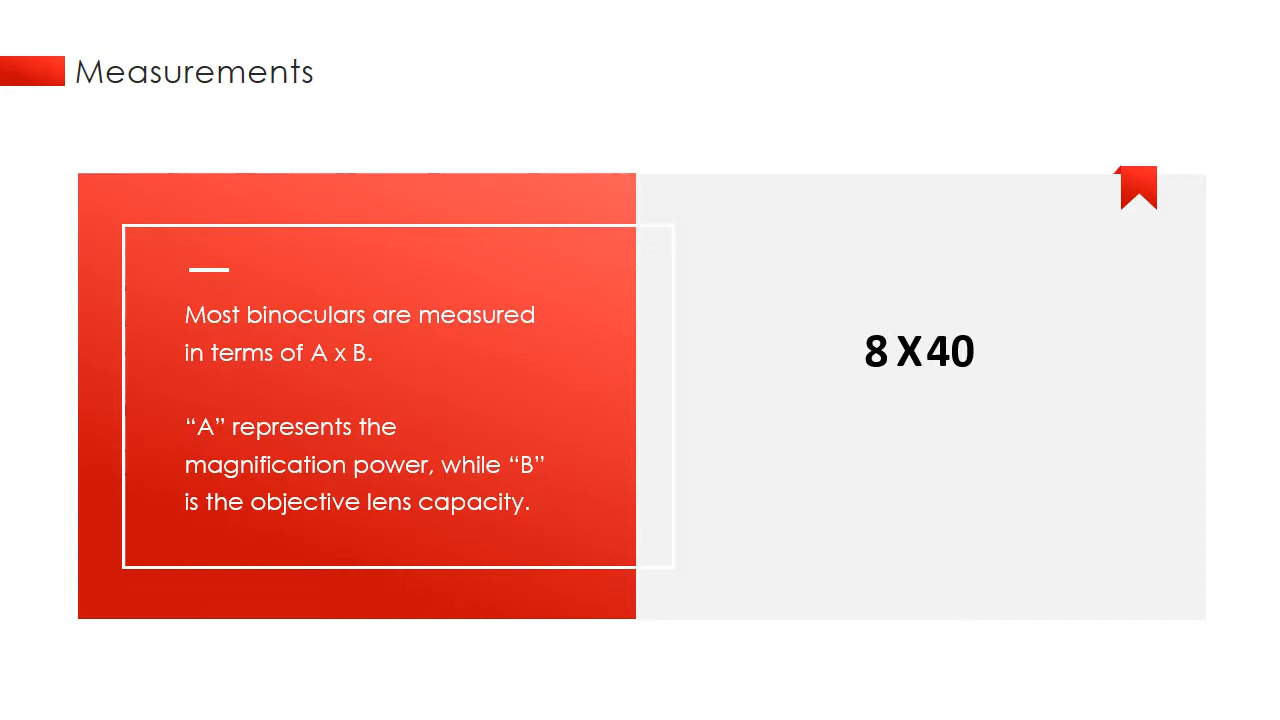 Measurements
Most binoculars are measured
in terms of A x B.
“A” represents the
magnification power, while “B”
is the objective lens capacity.
8 X 40